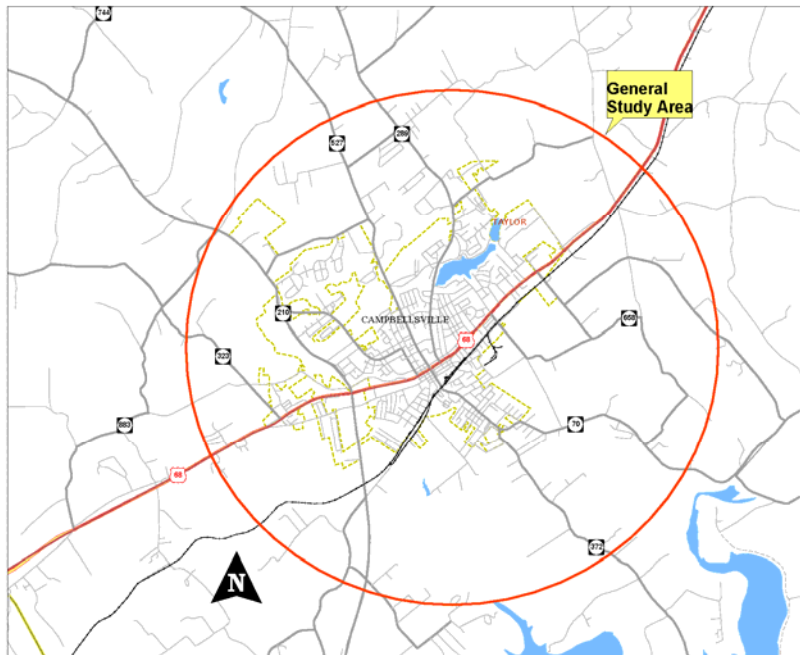 744
General
Study Area
289
527
TAYLOR
210
CAMPBELLSVILLE
658
68
323
883
70
68
372
N